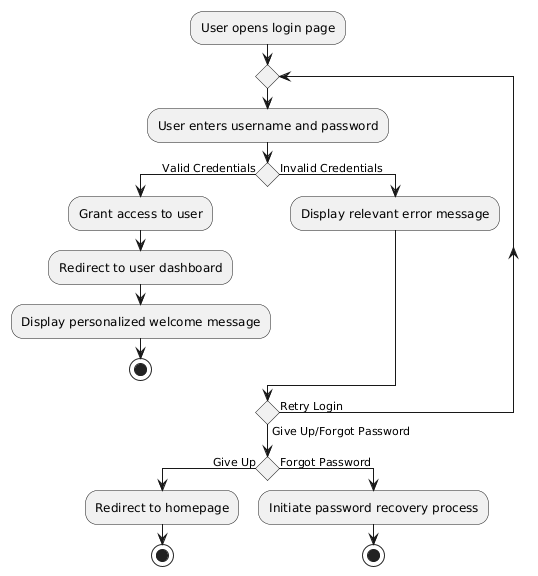 User opens login page
User enters username and password
Valid Credentials
Invalid Credentials
Grant access to user
Display relevant error message
Redirect to user dashboard
Display personalized welcome message
Retry Login
Give Up/Forgot Password
Give Up
Forgot Password
Redirect to homepage
Initiate password recovery process